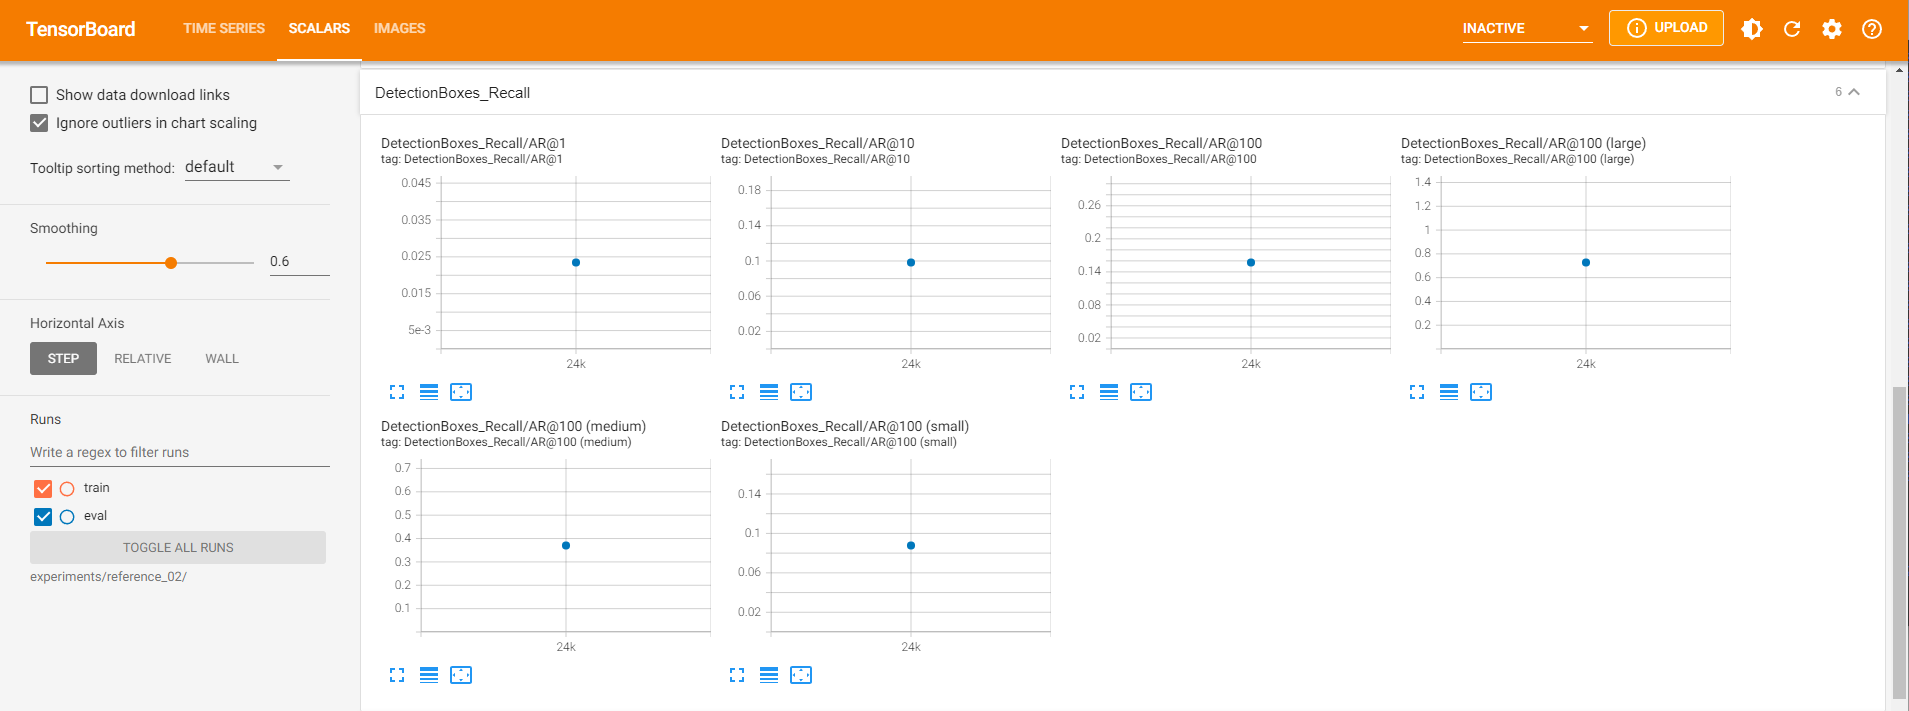 TensorBoard TIME SERIES SCALARS IMAGES INACTIVE UPLOAD
Show data download links
Ignore outliers in chart scaling
Tooltip sorting method: default
Smoothing
0.6
Horizontal Axis
STEP RELATIVE WALL
Runs
Write a regex to filter runs
train
eval
TOGGLE ALL RUNS
experiments/reference_02/
DetectionBoxes_Recall 6
DetectionBoxes_Recall/AR@1
tag: DetectionBoxes_Recall/AR@1
0.045
0.035
0.025
0.015
5e-3
24k
DetectionBoxes_Recall/AR@10
tag: DetectionBoxes_Recall/AR@10
0.18
0.14
0.1
0.06
0.02
24k
DetectionBoxes_Recall/AR@100
tag: DetectionBoxes_Recall/AR@100
0.26
0.2
0.14
0.08
0.02
24k
DetectionBoxes_Recall/AR@100 (large)
tag: DetectionBoxes_Recall/AR@100 (large)
1.4
1.2
1
0.8
0.6
0.4
0.2
24k
DetectionBoxes_Recall/AR@100 (medium)
tag: DetectionBoxes_Recall/AR@100 (medium)
0.7
0.6
0.5
0.4
0.3
0.2
0.1
24k
DetectionBoxes_Recall/AR@100 (small)
tag: DetectionBoxes_Recall/AR@100 (small)
0.14
0.1
0.06
0.02
24k